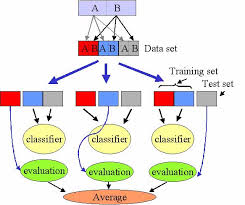 A B
A B A B A B Data set
Training set
Test set
classifier classifier classifier
evaluation evaluation evaluation
Average